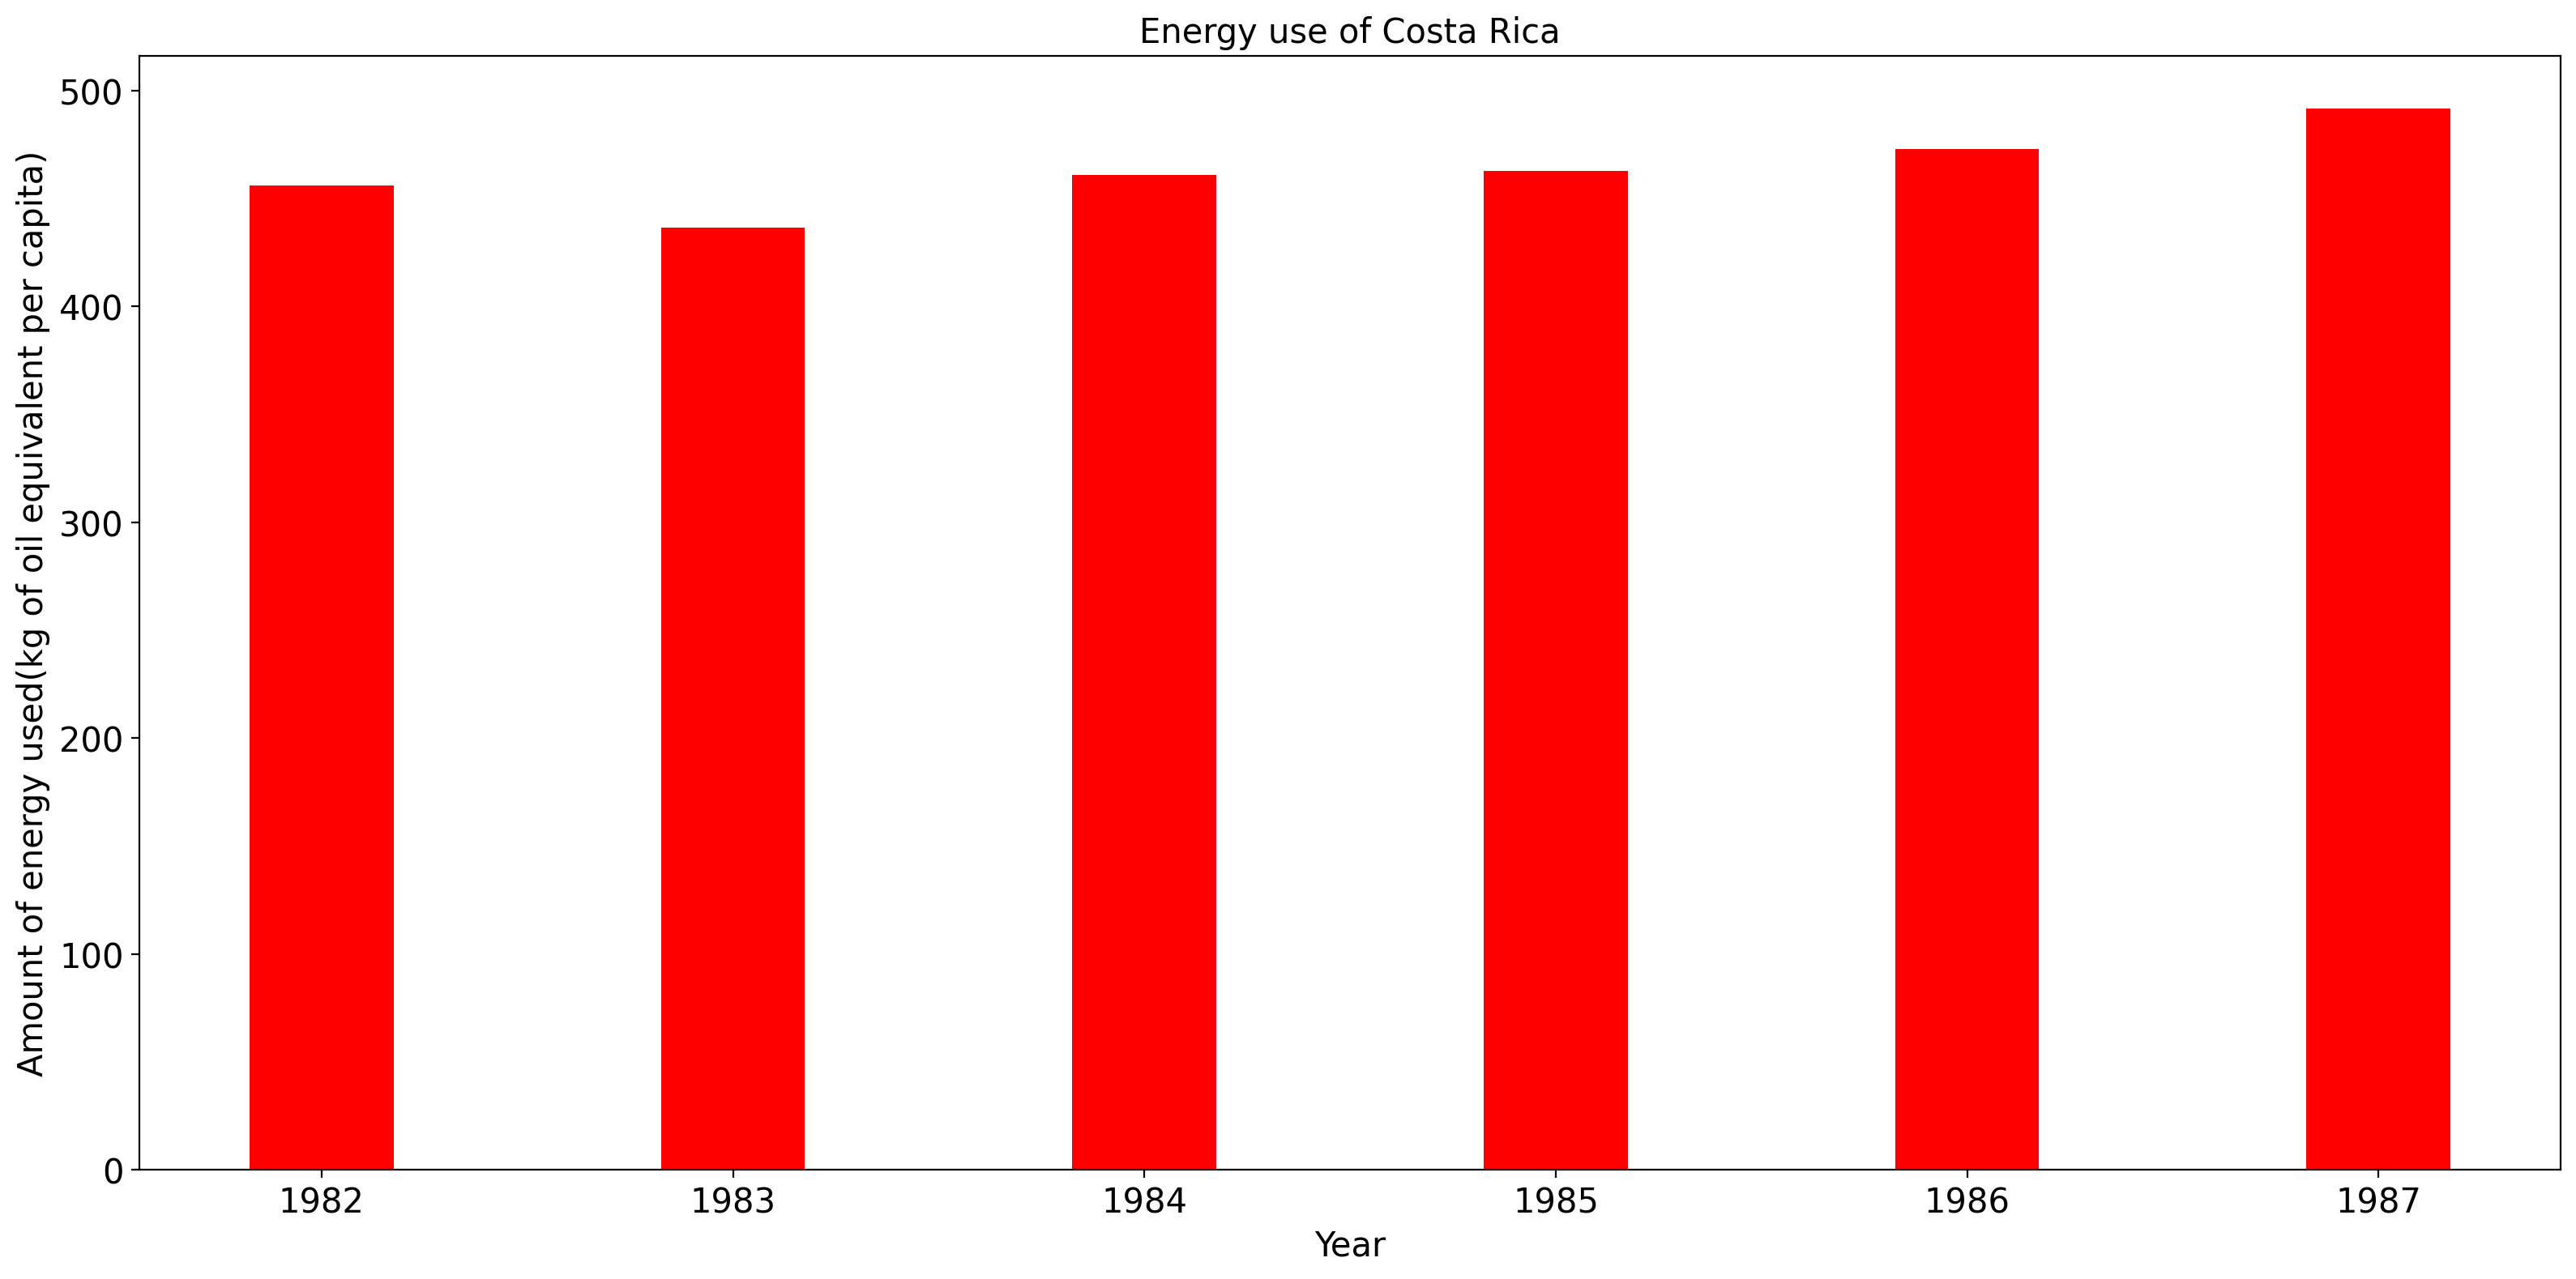 Energy use of Costa Rica
Amount of energy used(kg of oil equivalent per capita)
500
400
300
200
100
0
1982 1983 1984 1985 1986 1987
Year